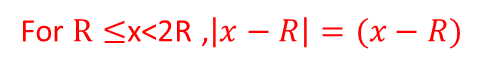 For R ≤x<2R ,|𝑥 − 𝑅| = (𝑥 − 𝑅)